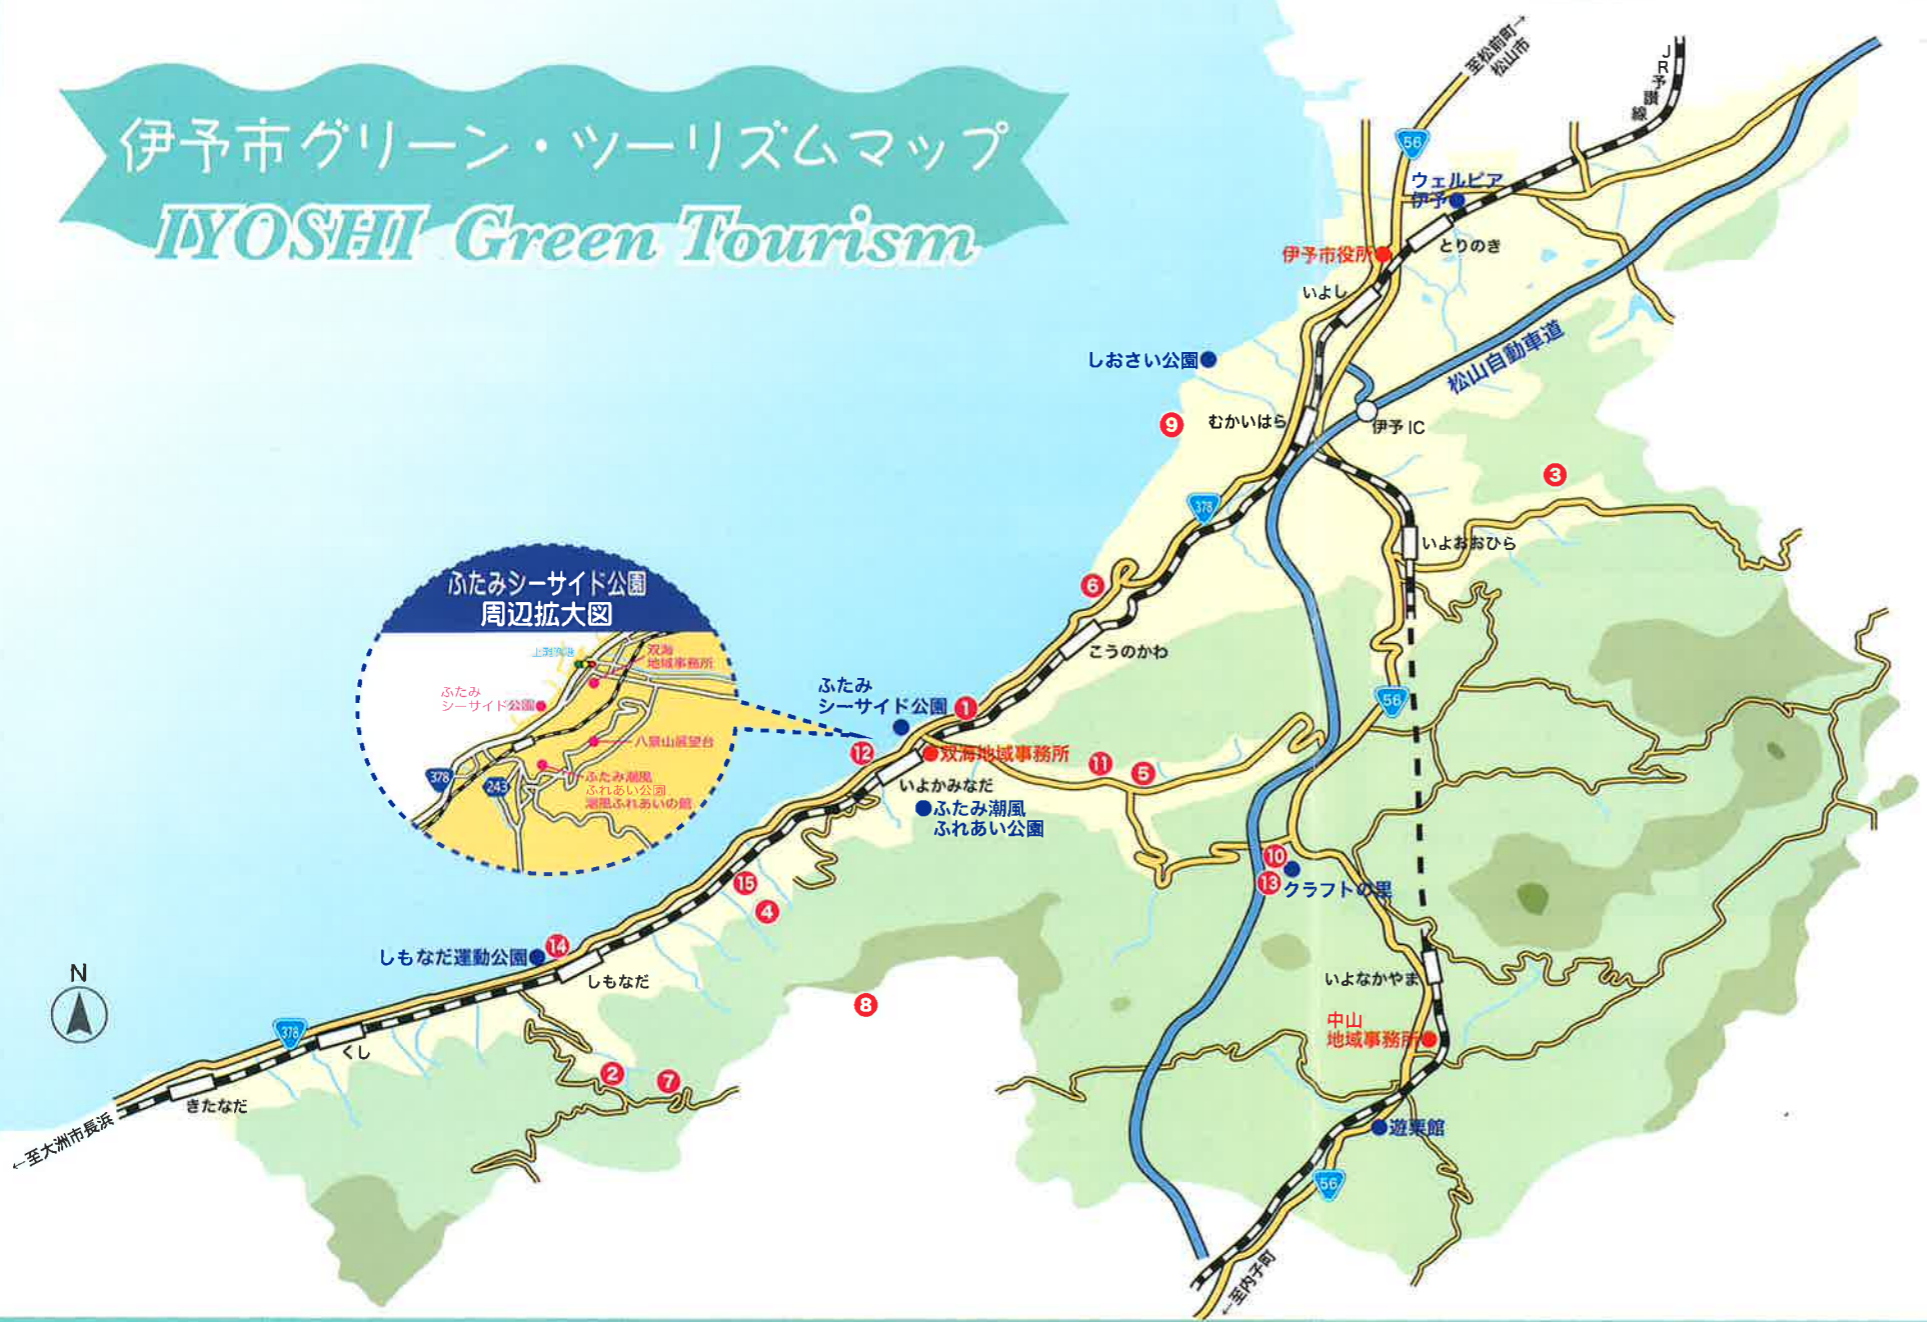 伊予市グリーン・ツーリズムマップ
IYOSHI Green Tourism
至松前町→
松山市
JR予讃線
56
ウェルピア
伊予
とりのき
伊予市役所
いよし
しおさい公園
松山自動車道
9
むかいはら
伊予IC
3
378
いよおおひら
6
こうのかわ
ふたみシーサイド公園
周辺拡大図
上灘漁港
双海
地域事務所
ふたみ
シーサイド公園
八景山展望台
378
243
ふたみ潮風
ふれあい公園
潮風ふれあいの館
ふたみ
シーサイド公園
1
56
12
双海地域事務所
11
5
いよかみなだ
ふたみ潮風
ふれあい公園
10
13
クラフトの里
15
4
14
しもなだ運動公園
しもなだ
いよなかやま
8
N
中山
地域事務所
378
くし
2
7
きたなだ
遊栗館
←至大洲市長浜
56
←至内子町